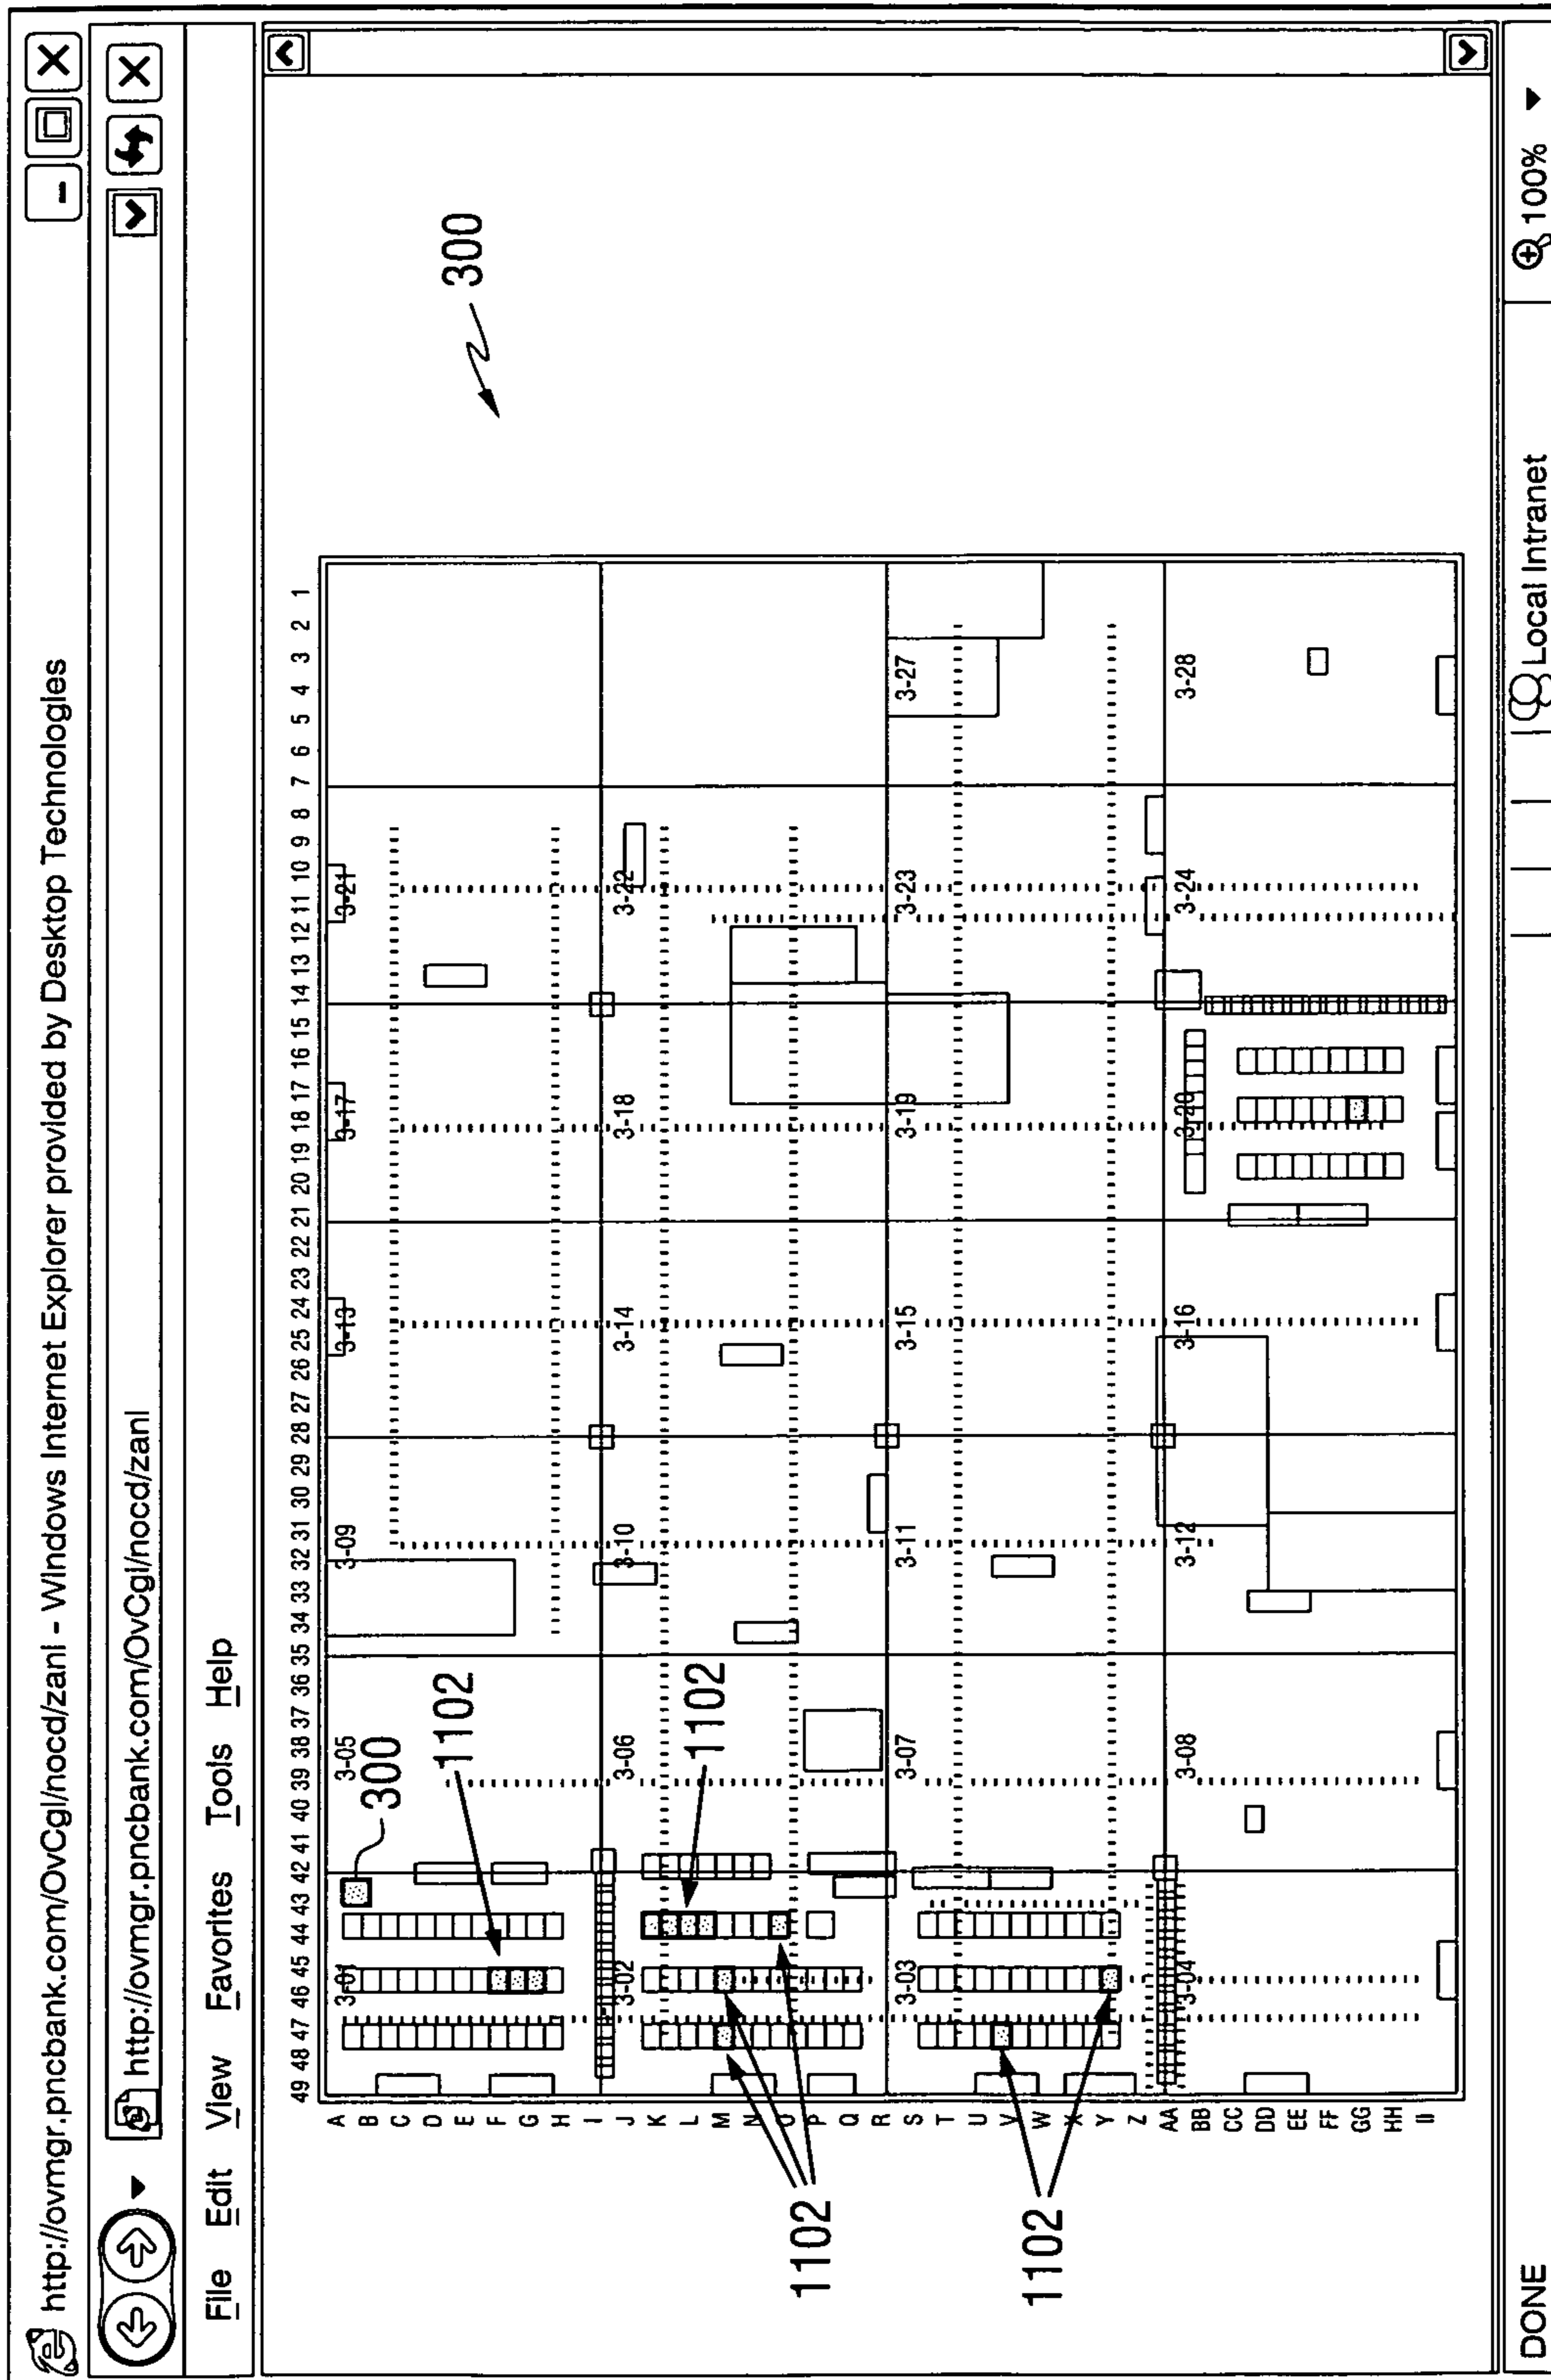 http://ovmgr.pncbank.com/OvCgl/nocd/zanl - Windows Internet Explorer provided by Desktop Technologies
http://ovmgr.pncbank.com/OvCgl/nocd/zanl
File Edit View Favorites Tools Help
300
49 48 47 46 45 44 43 42 41 40 39 38 37 36 35 34 33 32 31 30 29 28 27 26 25 24 23 22 21 20 19 18 17 16 15 14 13 12 11 10 9 8 7 6 5 4 3 2 1
A
B
C
D
E
F
G
H
I
J
K
L
M
N
O
P
Q
R
S
T
U
V
W
X
Y
Z
AA
BB
CC
DD
EE
FF
GG
HH
II
3-01 3-05 3-09 3-13 3-17 3-21
300
1102
3-02 3-06 3-10 3-14 3-18 3-22
1102
1102
3-03 3-07 3-11 3-15 3-19 3-23 3-27
1102
3-04 3-08 3-12 3-16 3-20 3-24 3-28
DONE Local Intranet 100%